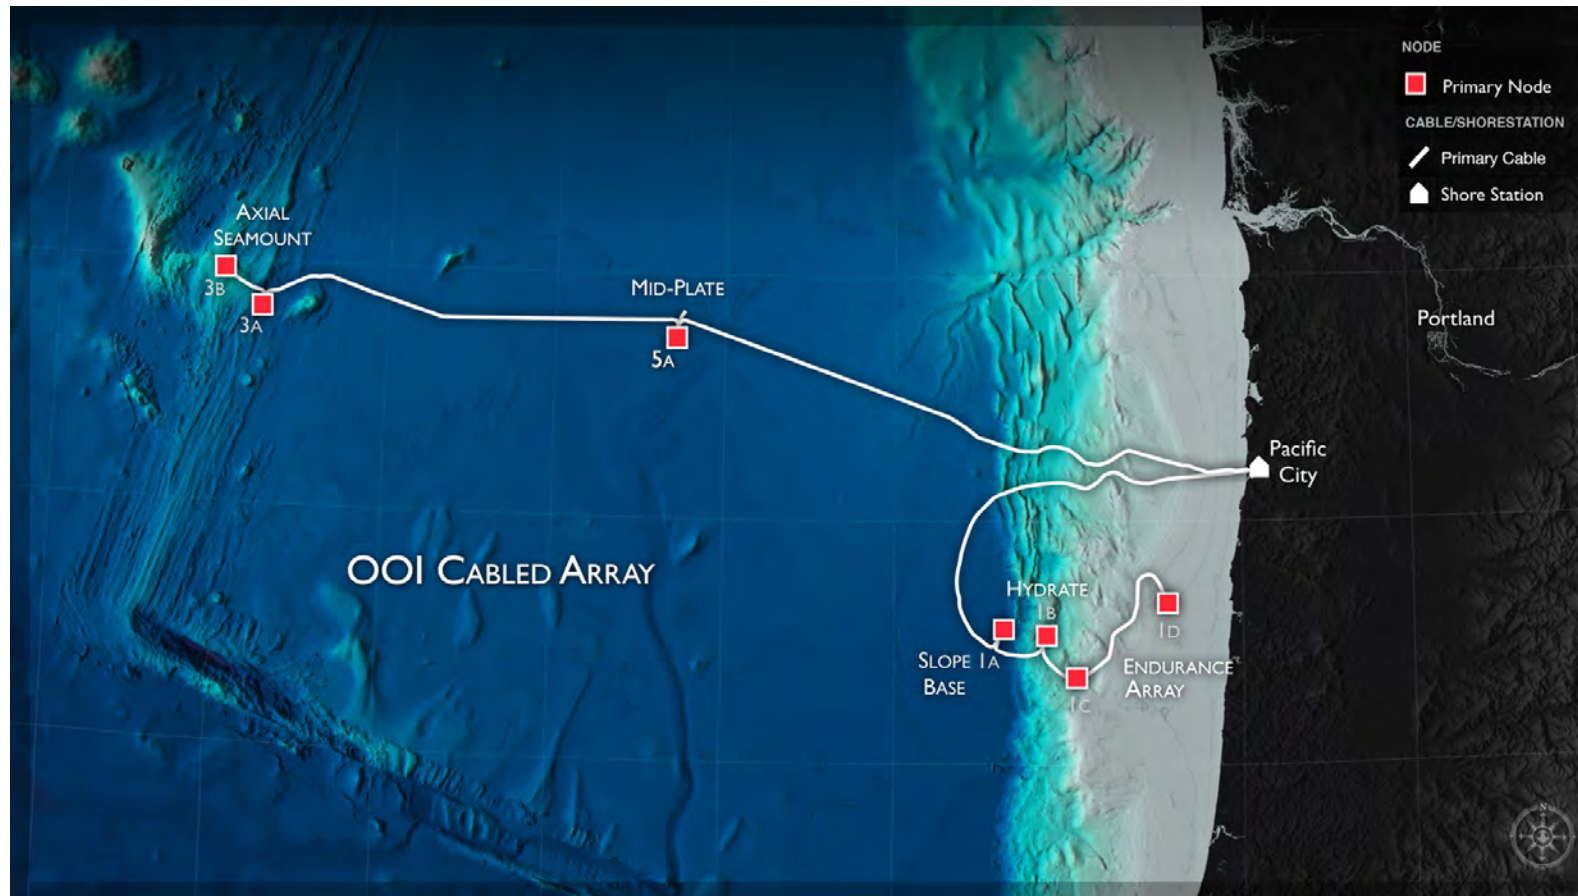 NODE
Primary Node
CABLE/SHORESTATION
Primary Cable
Shore Station
AXIAL
SEAMOUNT
3B
3A
MID-PLATE
5A
Portland
Pacific
City
OOI CABLED ARRAY
HYDRATE
1B
1D
SLOPE 1A
BASE
ENDURANCE
ARRAY
1C
N